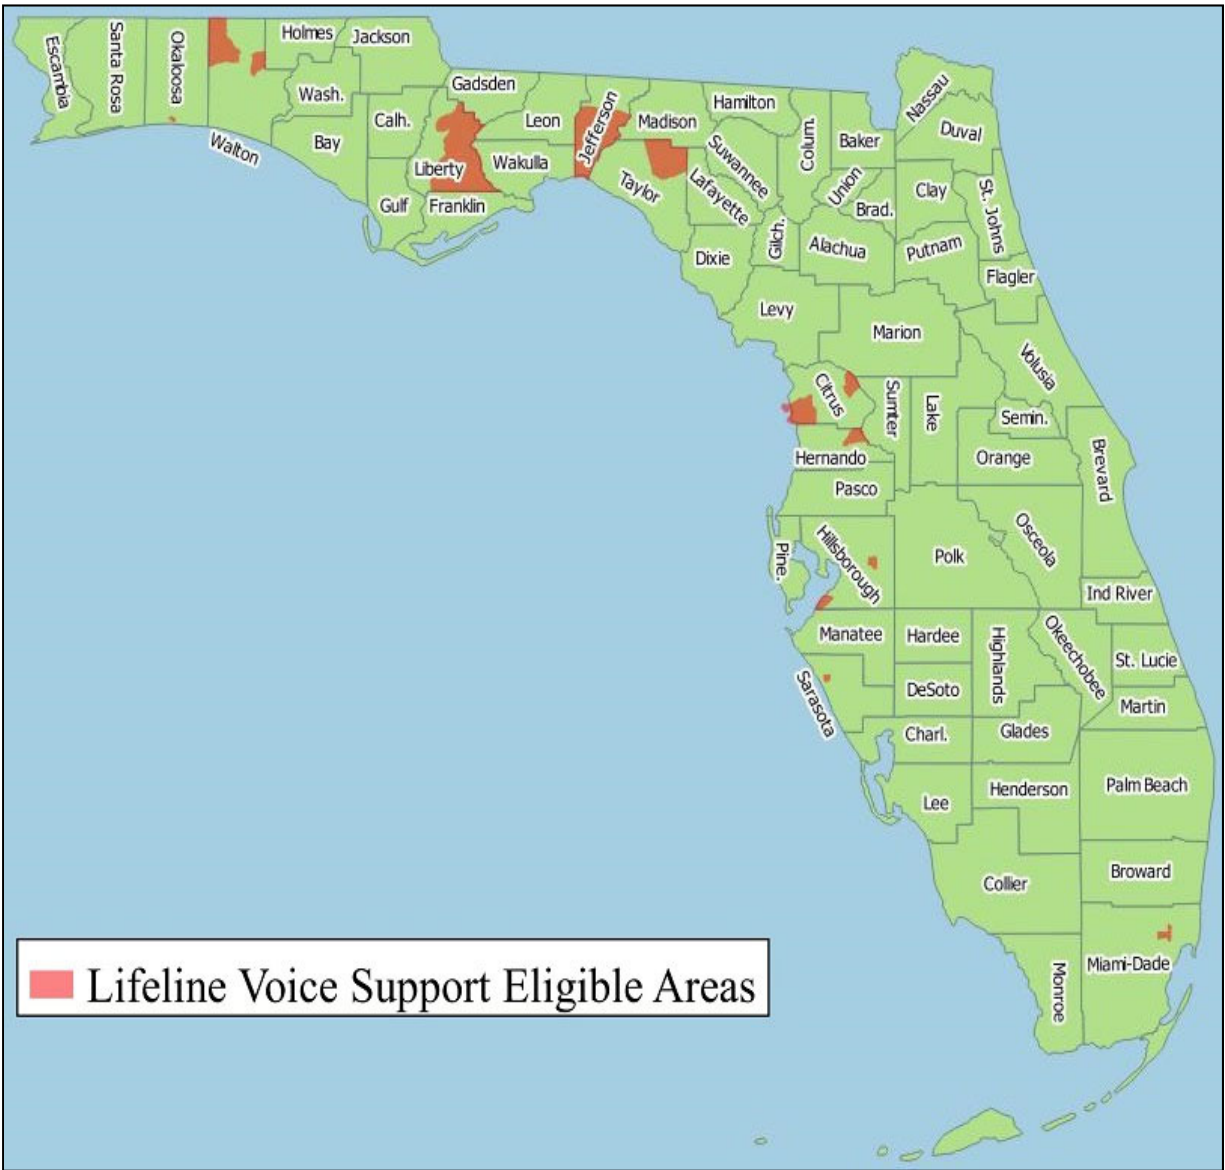 Escambia
Santa Rosa
Okaloosa
Walton
Holmes
Jackson
Wash.
Bay
Calh.
Gulf
Gadsden
Liberty
Franklin
Leon
Wakulla
Jefferson
Madison
Taylor
Hamilton
Suwannee
Lafayette
Dixie
Colum.
Gilch.
Baker
Union
Brad.
Alachua
Levy
Nassau
Duval
Clay
St. Johns
Putnam
Flagler
Marion
Volusia
Citrus
Sumter
Lake
Semin.
Orange
Brevard
Hernando
Pasco
Pine.
Hillsborough
Polk
Osceola
Ind River
Manatee
Hardee
Highlands
Okeechobee
St. Lucie
Sarasota
DeSoto
Martin
Charl.
Glades
Lee
Henderson
Palm Beach
Collier
Broward
Monroe
Miami-Dade
Lifeline Voice Support Eligible Areas